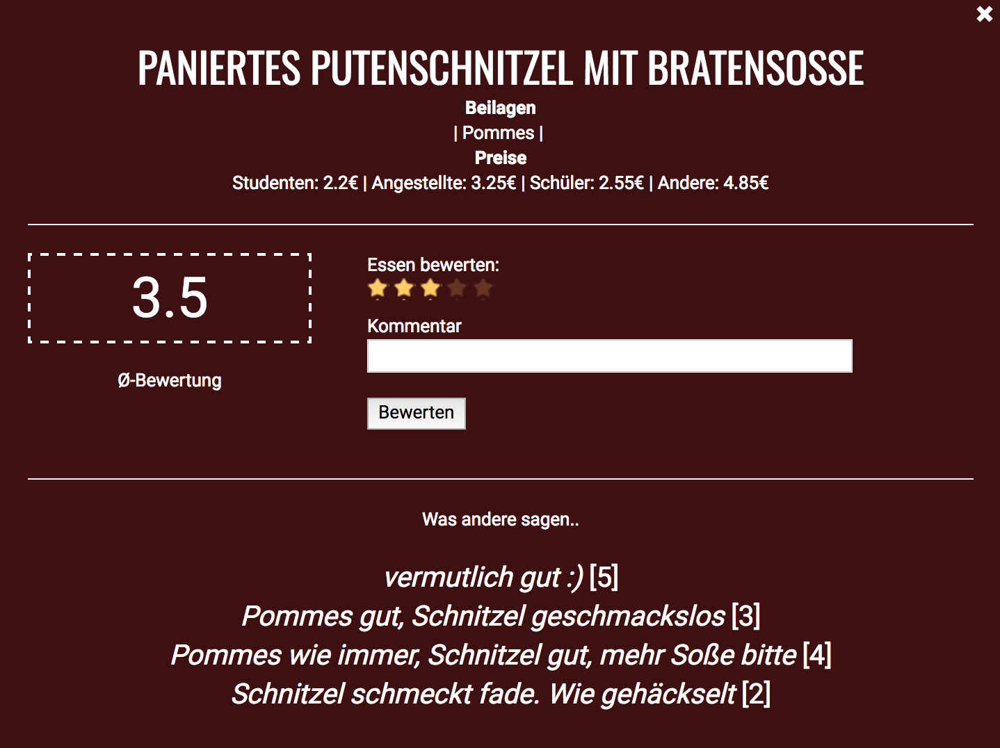 PANIERTES PUTENSCHNITZEL MIT BRATENSOSSE
Beilagen
| Pommes |
Preise
Studenten: 2.2€ | Angestellte: 3.25€ | Schüler: 2.55€ | Andere: 4.85€
3.5
Ø-Bewertung
Essen bewerten:
Kommentar
Bewerten
Was andere sagen..
vermutlich gut :) [5]
Pommes gut, Schnitzel geschmackslos [3]
Pommes wie immer, Schnitzel gut, mehr Soße bitte [4]
Schnitzel schmeckt fade. Wie gehäckselt [2]